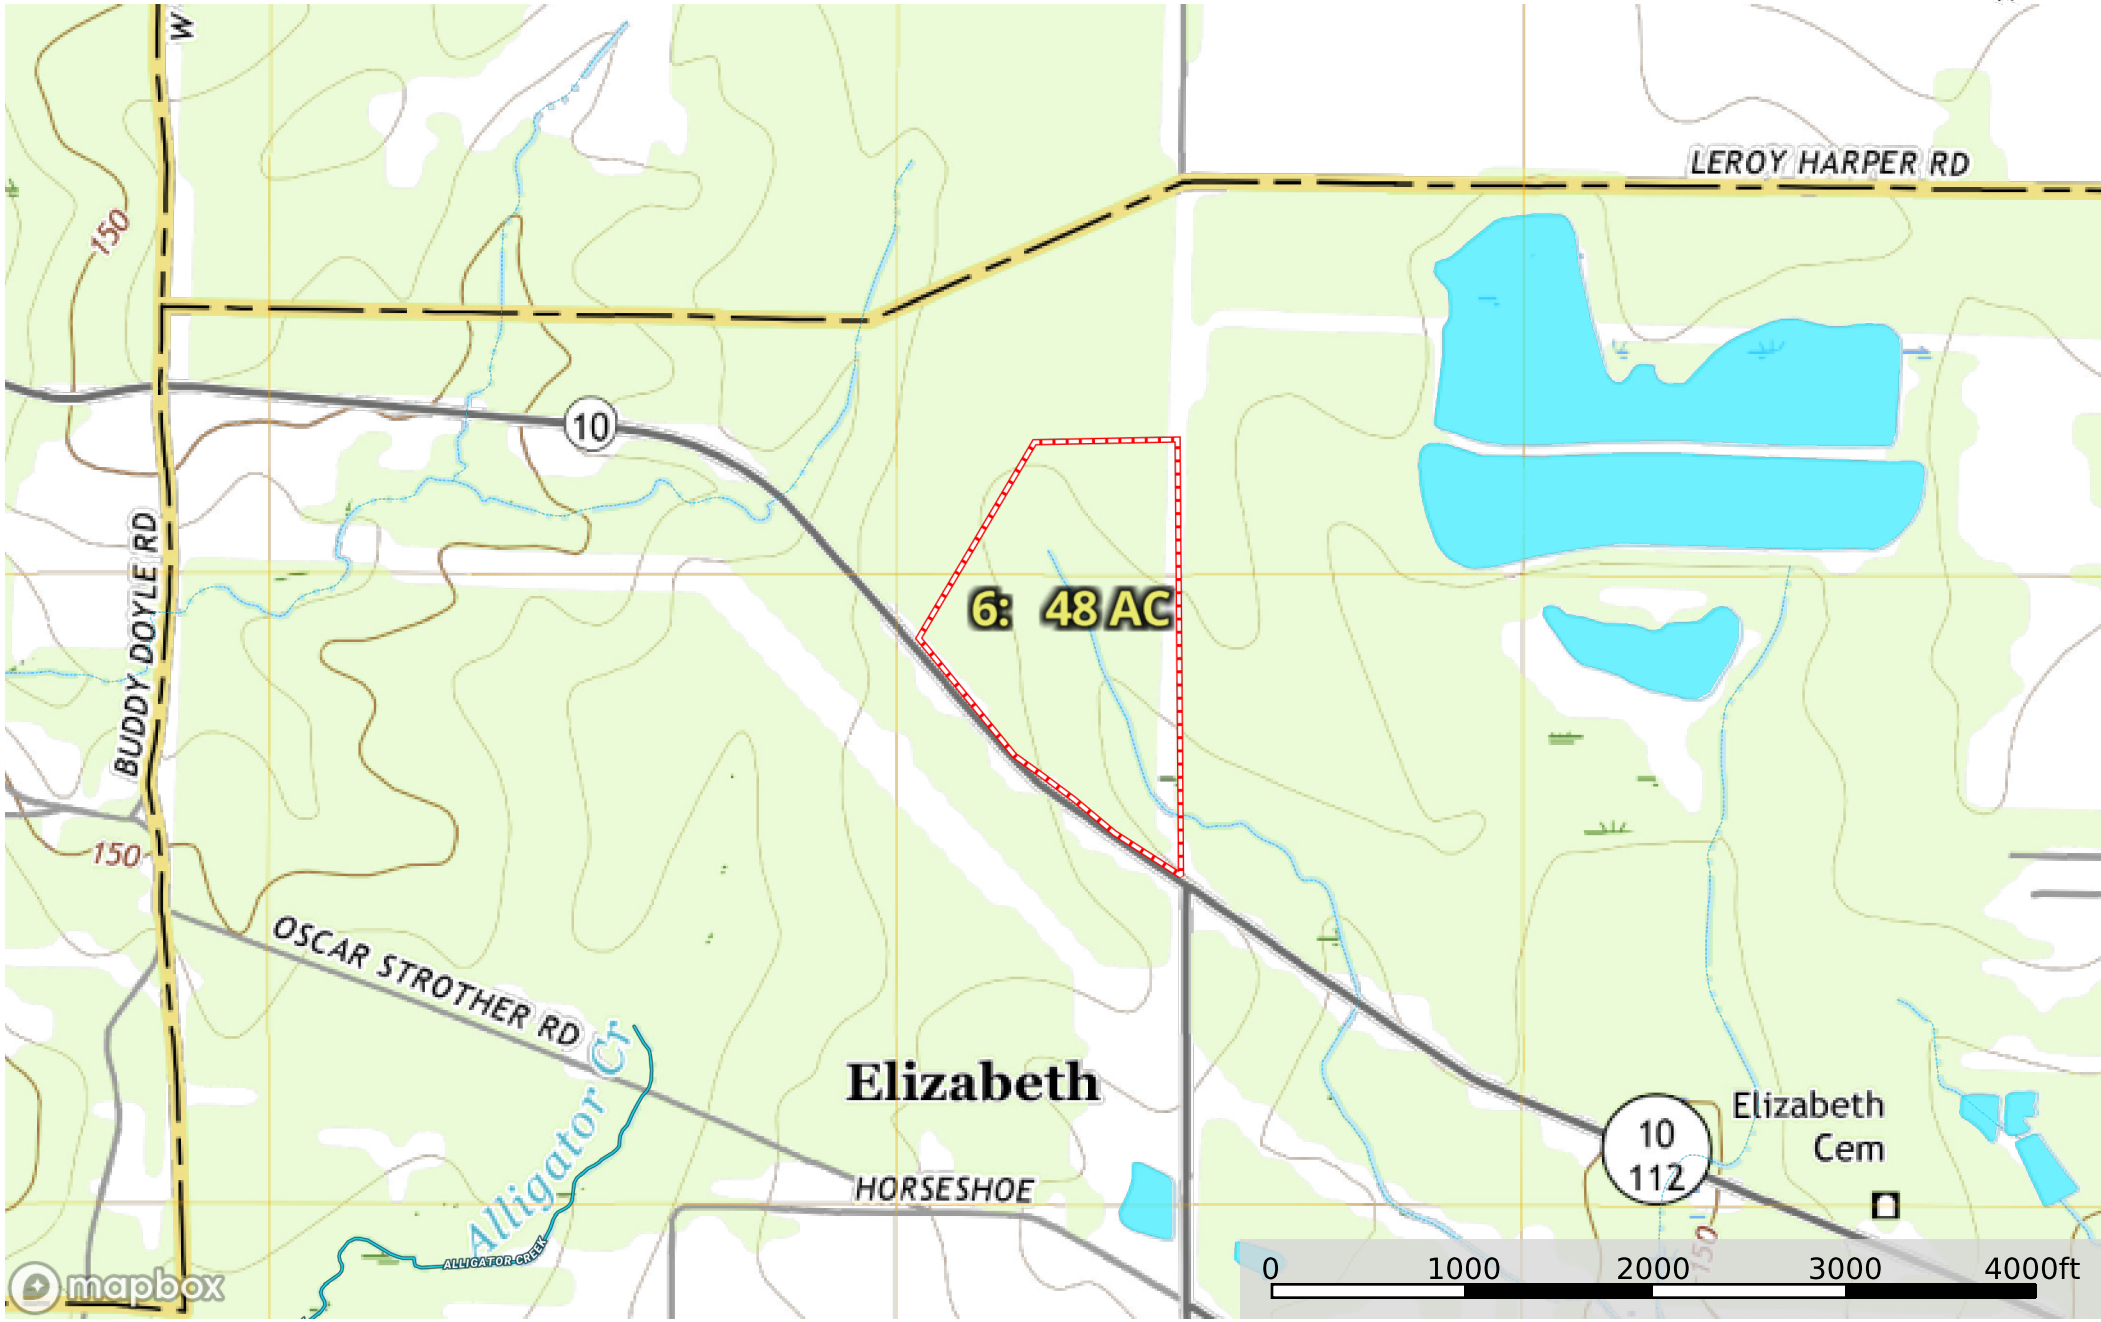 W
LEROY HARPER RD
150
10
6: 48 AC
BUDDY DOYLE RD
150
OSCAR STROTHER RD
Alligator Cr
Elizabeth
10
112
Elizabeth
Cem
HORSESHOE
ALLIGATOR CREEK
150
0 1000 2000 3000 4000ft
mapbox